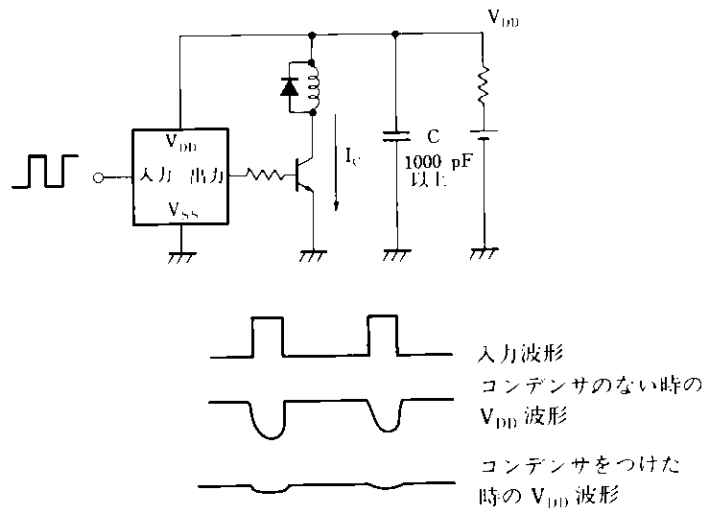 V_DD
V_DD
入力 出力
V_SS
I_C
C
1000 pF
以上
入力波形
コンデンサのない時の
V_DD 波形
コンデンサをつけた
時の V_DD 波形